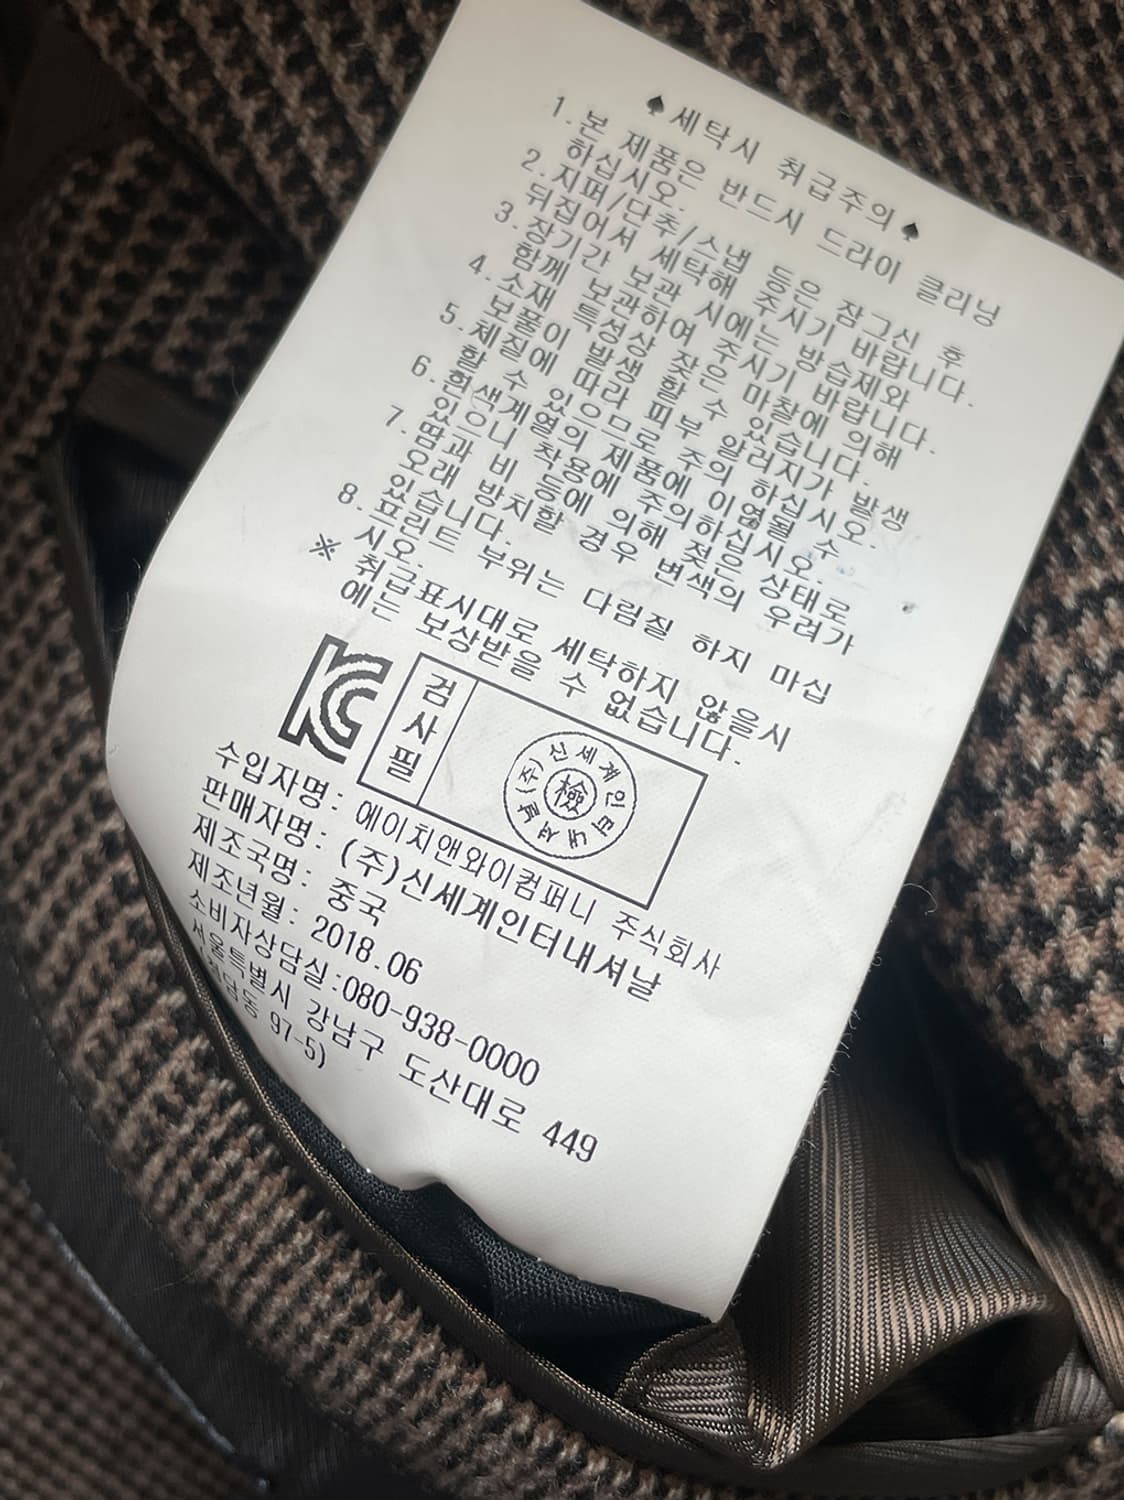 ♠세탁시 취급주의♠
1.본 제품은 반드시 드라이 클리닝
하십시오.
2.지퍼/단추/스냅 등은 잠그신 후
뒤집어서 세탁해 주시기 바랍니다.
3.장기간 보관 시에는 방습제와
함께 보관하여 주시기 바랍니다.
4.소재 특성상 잦은 마찰에 의해
보풀이 발생 할 수 있습니다.
5.체질에 따라 피부 알러지가 발생
할 수 있으므로 주의 하십시오.
6.흰색계열의 제품에 이염될 수
있으니 착용에 주의하십시오.
7.땀과 비 등에 의해 젖은 상태로
오래 방치할 경우 변색의 우려가
있습니다.
8.프린트 부위는 다림질 하지 마십
시오.
※ 취급표시대로 세탁하지 않을시
에는 보상받을 수 없습니다.
KC
검사필
(주)신세계인터내셔날
檢
수입자명: 에이치앤와이컴퍼니 주식회사
판매자명: (주)신세계인터내셔날
제조국명: 중국
제조년월: 2018.06
소비자상담실:080-938-0000
서울특별시 강남구 도산대로 449
97-5)